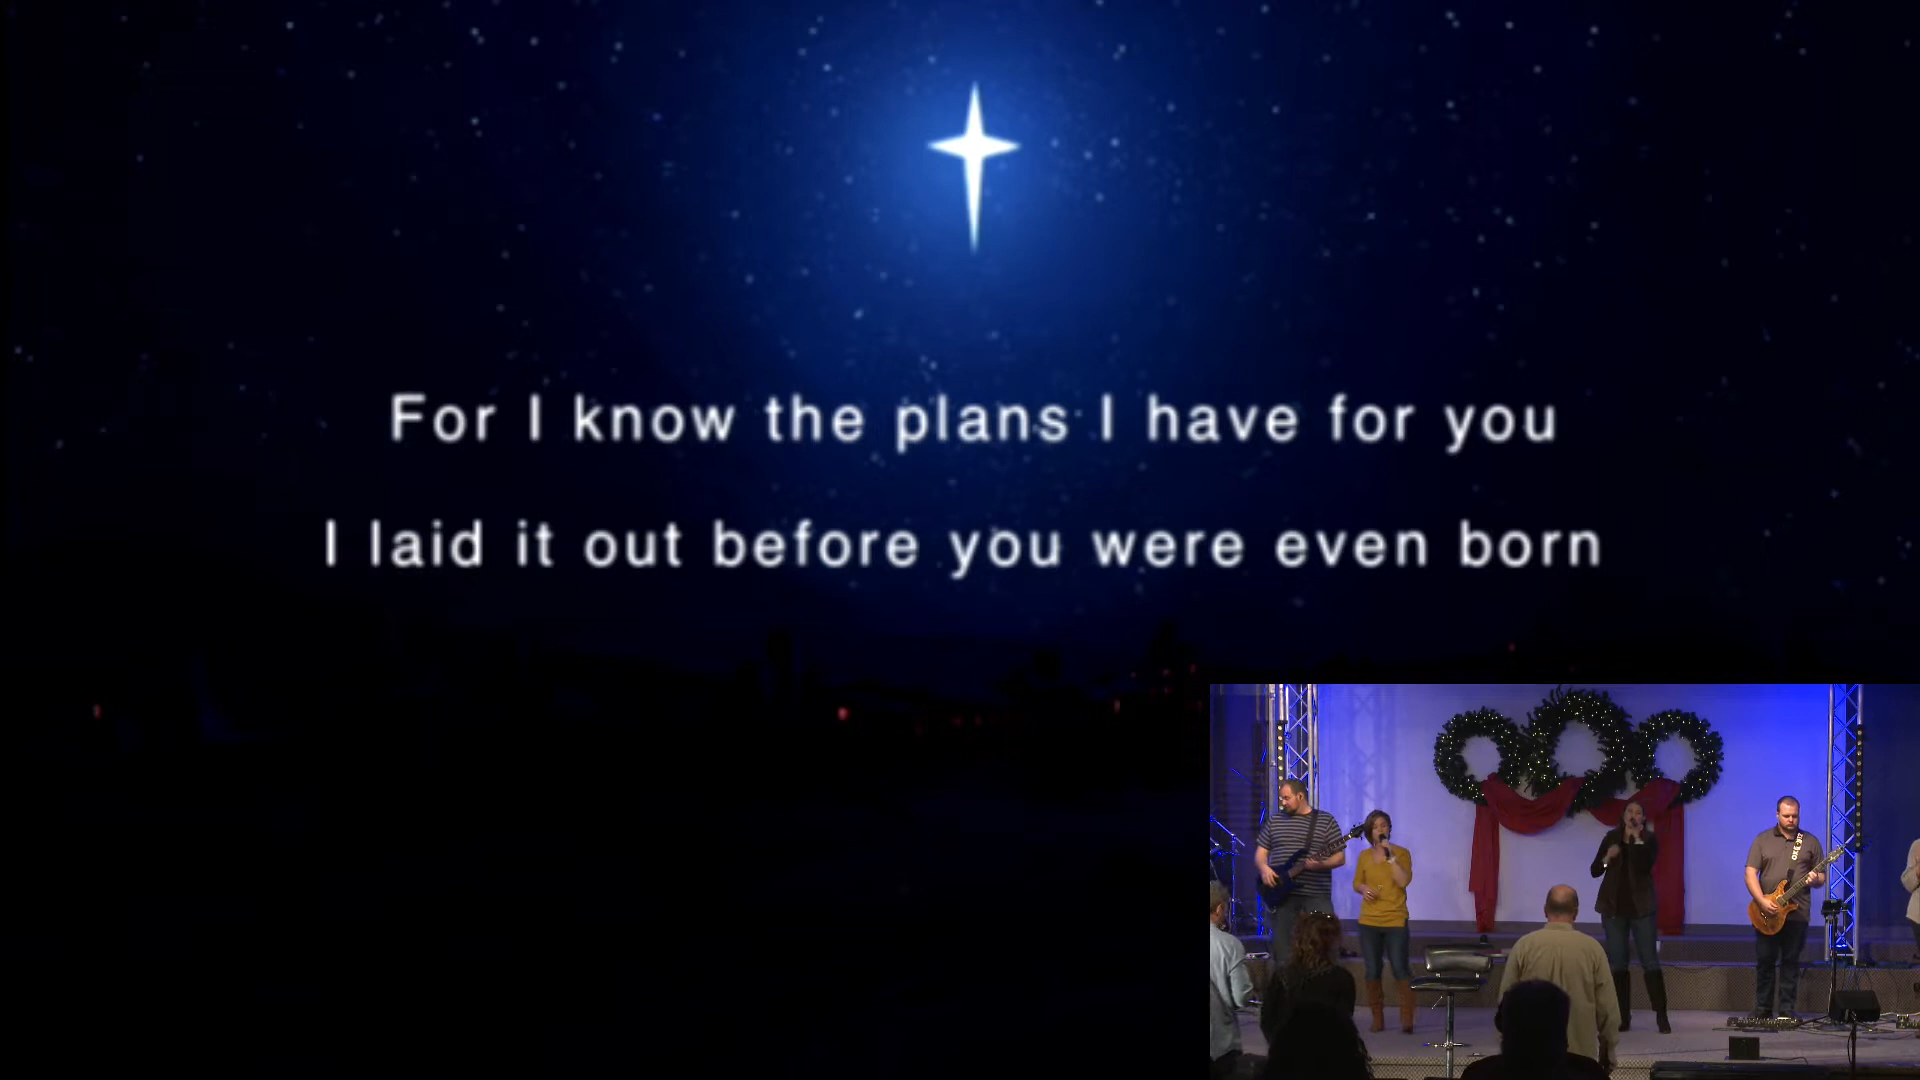 For I know the plans I have for you
I laid it out before you were even born